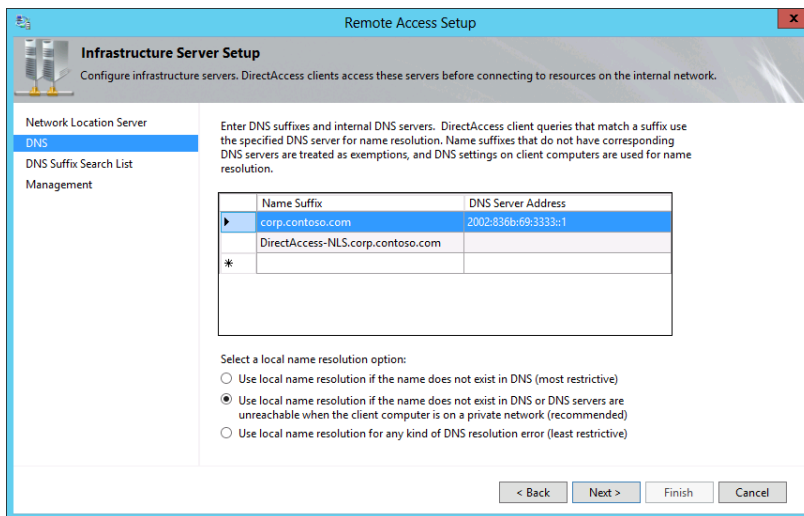 Remote Access Setup
x
Infrastructure Server Setup
Configure infrastructure servers. DirectAccess clients access these servers before connecting to resources on the internal network.
Network Location Server
DNS
DNS Suffix Search List
Management
Enter DNS suffixes and internal DNS servers.  DirectAccess client queries that match a suffix use
the specified DNS server for name resolution. Name suffixes that do not have corresponding
DNS servers are treated as exemptions, and DNS settings on client computers are used for name
resolution.
Name Suffix DNS Server Address
corp.contoso.com 2002:836b:69:3333::1
DirectAccess-NLS.corp.contoso.com
*
Select a local name resolution option:
Use local name resolution if the name does not exist in DNS (most restrictive)
Use local name resolution if the name does not exist in DNS or DNS servers are
unreachable when the client computer is on a private network (recommended)
Use local name resolution for any kind of DNS resolution error (least restrictive)
< Back Next > Finish Cancel